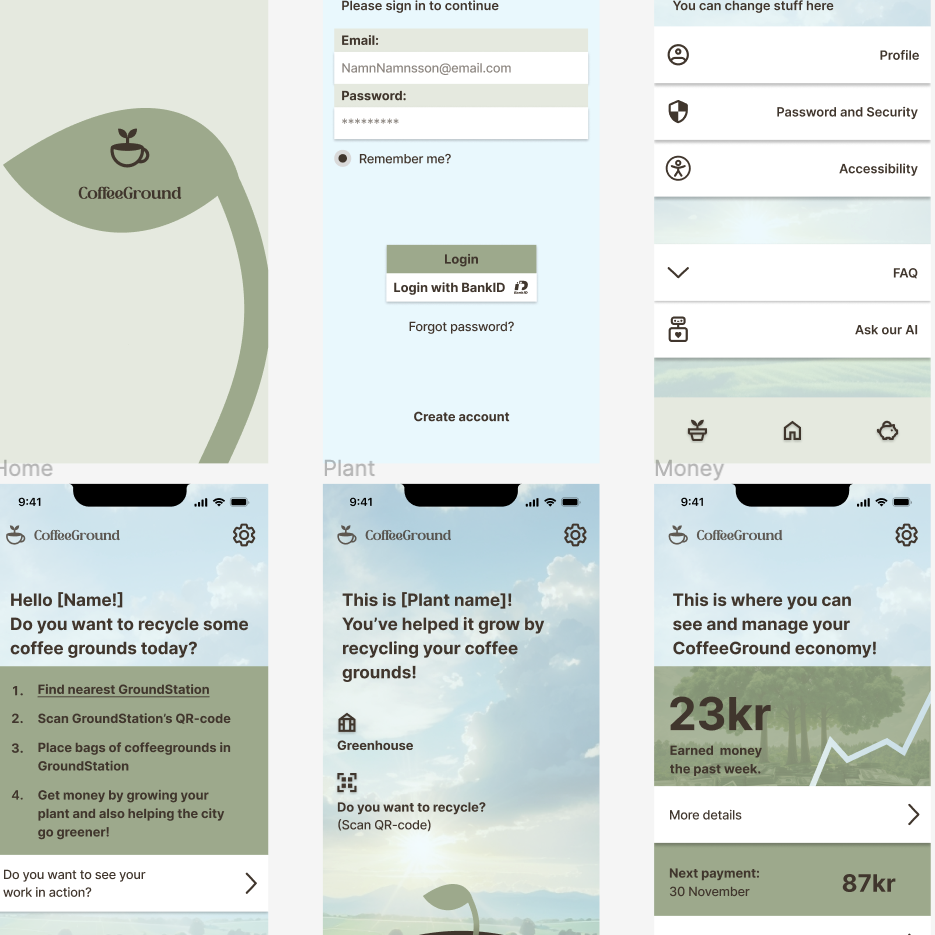 CoffeeGround
Please sign in to continue
Email:
NamnNamnsson@email.com
Password:
*********
Remember me?
Login
Login with BankID
BankID
Forgot password?
Create account
You can change stuff here
Profile
Password and Security
Accessibility
FAQ
Ask our AI
Home
9:41
CoffeeGround
Hello [Name!]
Do you want to recycle some
coffee grounds today?
1. Find nearest GroundStation
2. Scan GroundStation's QR-code
3. Place bags of coffeegrounds in
GroundStation
4. Get money by growing your
plant and also helping the city
go greener!
Do you want to see your
work in action?
Plant
9:41
CoffeeGround
This is [Plant name]!
You've helped it grow by
recycling your coffee
grounds!
Greenhouse
Do you want to recycle?
(Scan QR-code)
Money
9:41
CoffeeGround
This is where you can
see and manage your
CoffeeGround economy!
23kr
Earned money
the past week.
More details
Next payment:
30 November
87kr